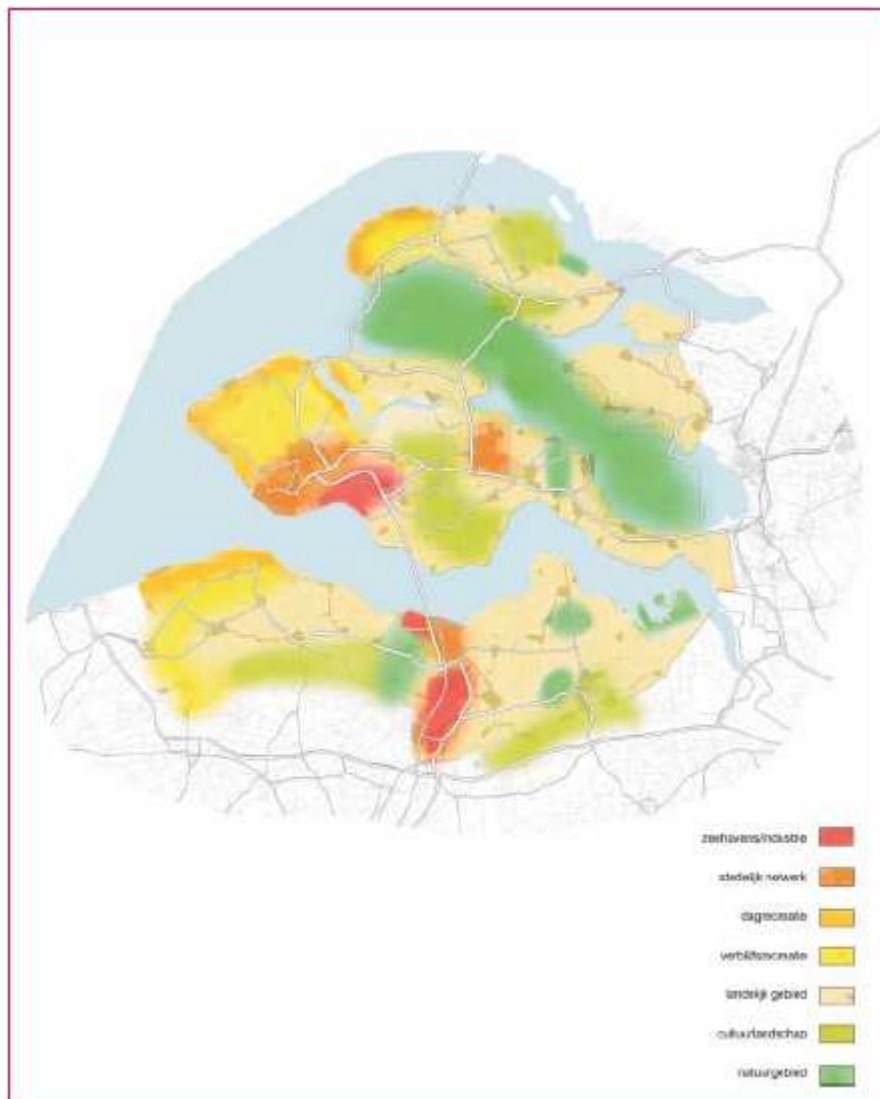 zeehavens/industrie
stedelijk netwerk
dagrecreatie
verblijfsrecreatie
landelijk gebied
cultuurlandschap
natuurgebied